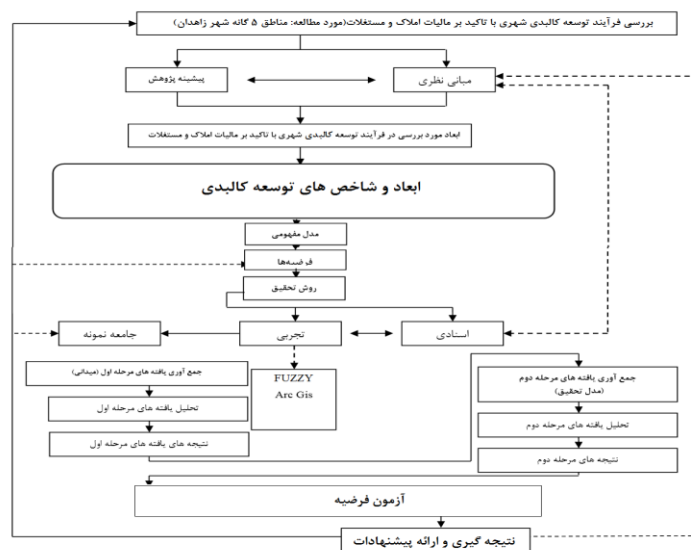 بررسی فرآیند توسعه کالبدی شهری با تاکید بر مالیات املاک و مستغلات(مورد مطالعه: مناطق ۵ گانه شهر زاهدان)
مبانی نظری
پیشینه پژوهش
ابعاد مورد بررسی در فرآیند توسعه کالبدی شهری با تاکید بر مالیات املاک و مستغلات
ابعاد و شاخص های توسعه کالبدی
مدل مفهومی
فرضیه‌ها
روش تحقیق
اسنادی
تجربی
جامعه نمونه
FUZZY
Arc Gis
جمع آوری یافته های مرحله اول (میدانی)
تحلیل یافته های مرحله اول
نتیجه های یافته های مرحله اول
جمع آوری یافته های مرحله دوم
(مدل تحقیق)
تحلیل یافته های مرحله دوم
نتیجه های مرحله دوم
آزمون فرضیه
نتیجه گیری و ارائه پیشنهادات